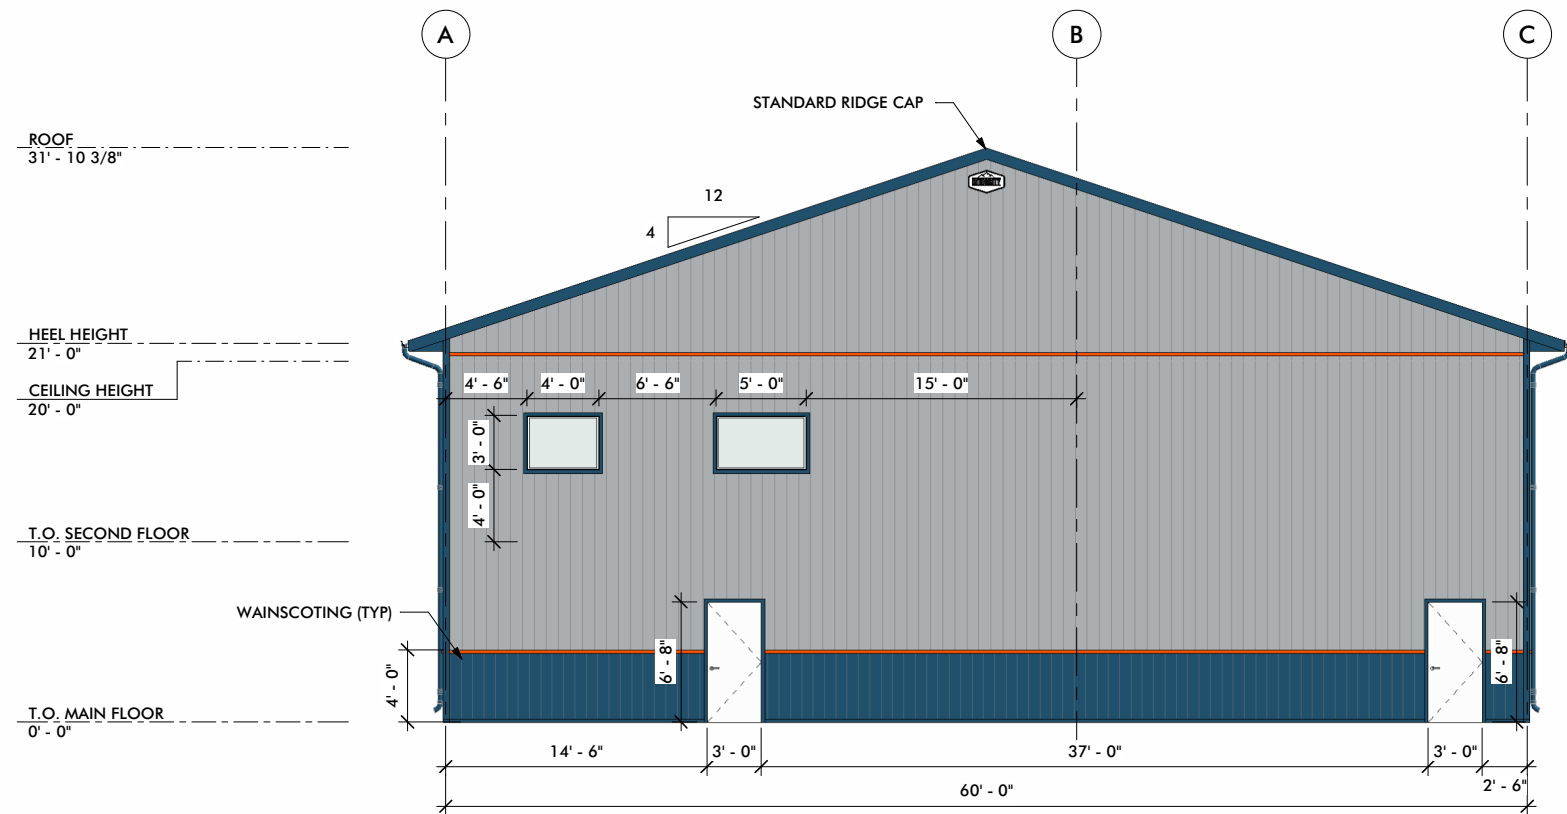 A
B
C
STANDARD RIDGE CAP
ROOF
31' - 10 3/8"
12
4
HEEL HEIGHT
21' - 0"
CEILING HEIGHT
20' - 0"
4' - 6"
4' - 0"
6' - 6"
5' - 0"
15' - 0"
3' - 0"
4' - 0"
T.O. SECOND FLOOR
10' - 0"
WAINSCOTING (TYP)
6' - 8"
6' - 8"
4' - 0"
T.O. MAIN FLOOR
0' - 0"
14' - 6"
3' - 0"
37' - 0"
3' - 0"
2' - 6"
60' - 0"